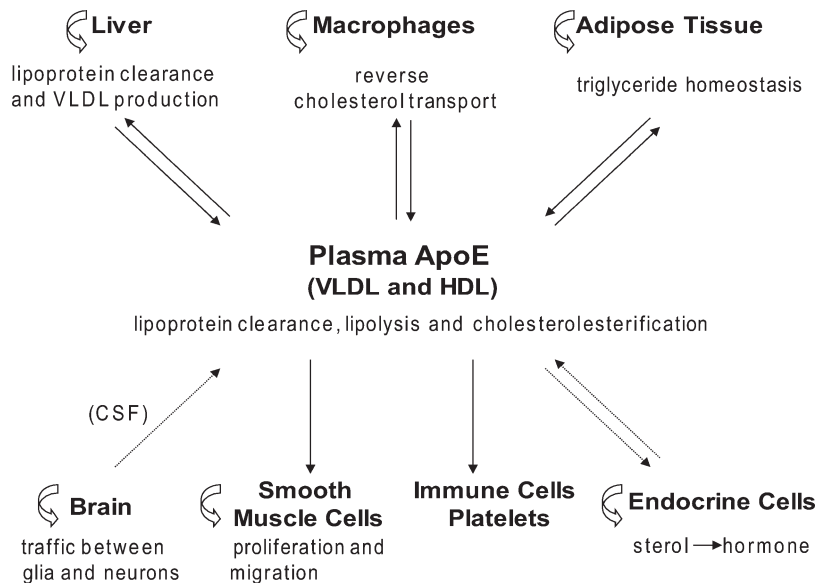 Liver
lipoprotein clearance
and VLDL production
Macrophages
reverse
cholesterol transport
Adipose Tissue
triglyceride homeostasis
Plasma ApoE
(VLDL and HDL)
lipoprotein clearance, lipolysis and cholesterolesterification
(CSF)
Brain
traffic between
glia and neurons
Smooth
Muscle Cells
proliferation and
migration
Immune Cells
Platelets
Endocrine Cells
sterol → hormone